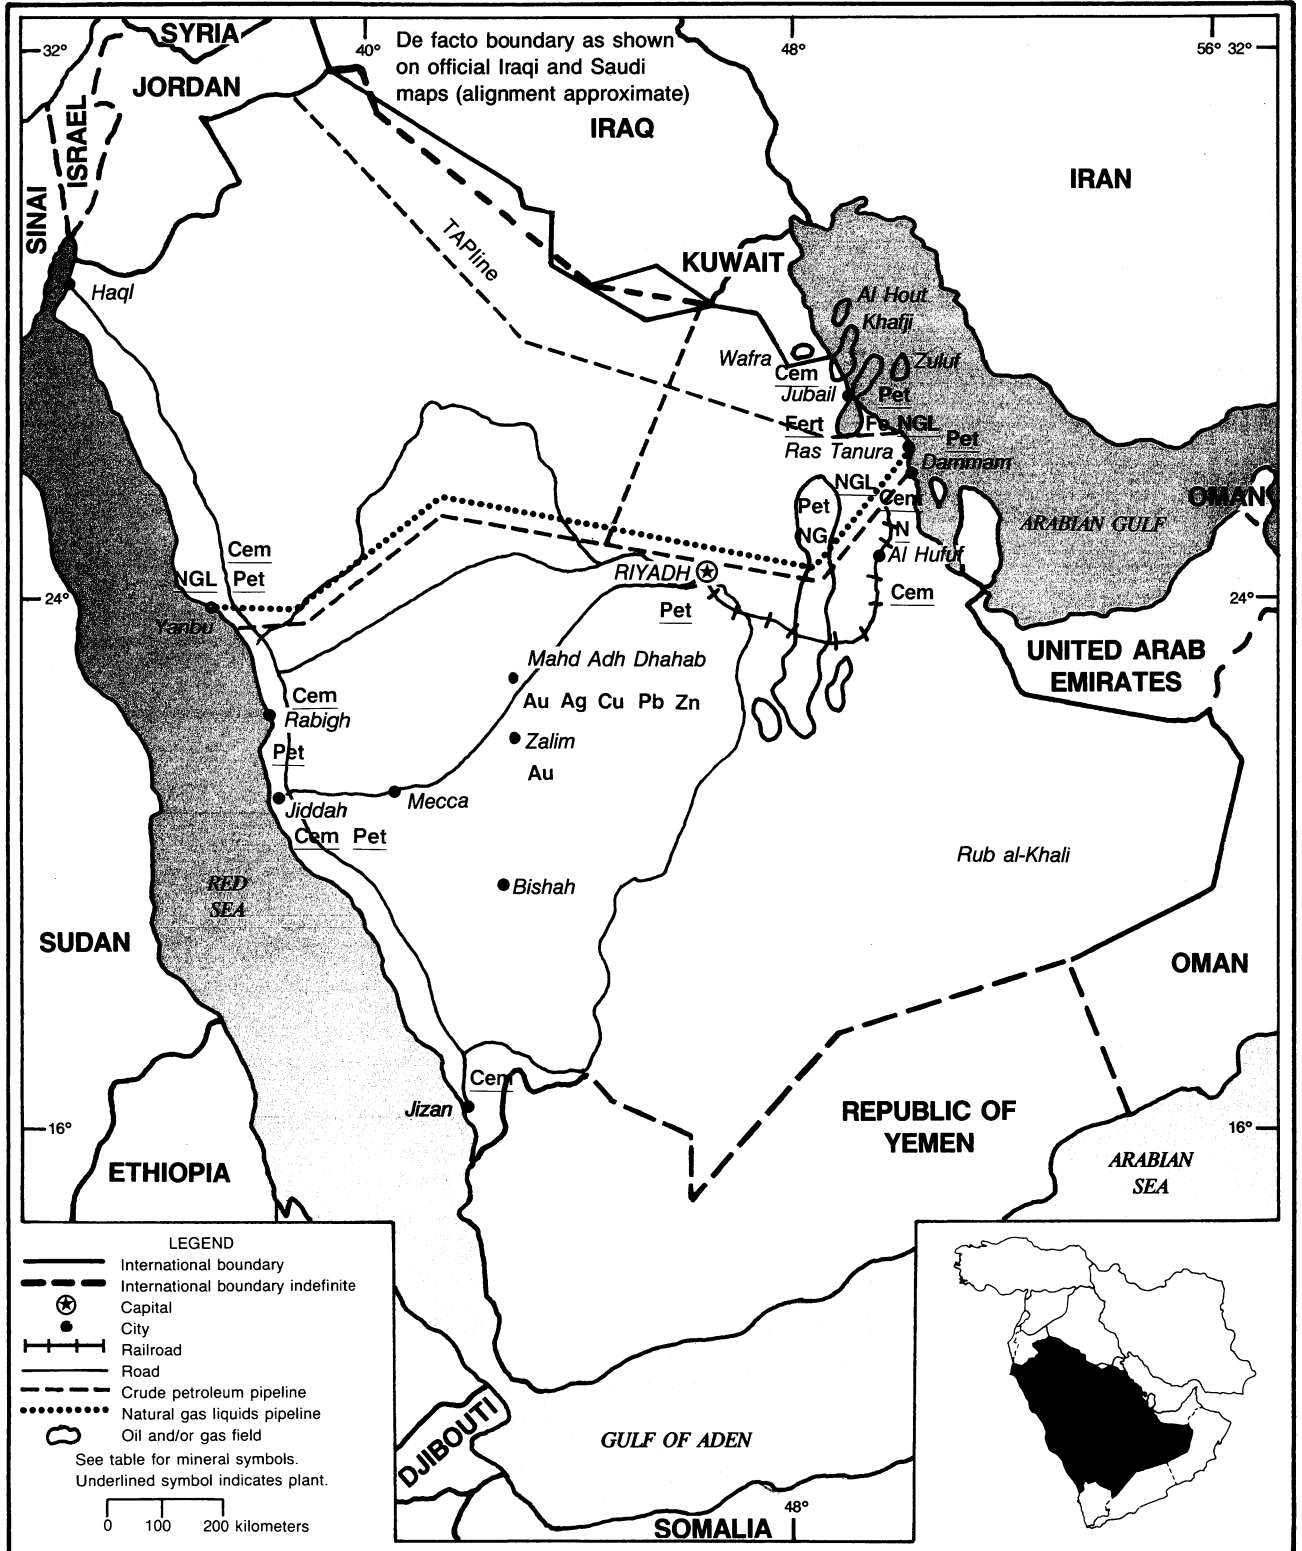 SYRIA
32°
40°
48°
56° 32°
De facto boundary as shown
on official Iraqi and Saudi
maps (alignment approximate)
JORDAN
IRAQ
ISRAEL
IRAN
SINAI
TAPline
KUWAIT
Haql
Al Hout
Khafji
Wafra
Zuluf
Cem
Jubail
Pet
Fert
Fe NGL
Pet
Ras Tanura
Dammam
NGL
Cem
OMAN
Pet
ARABIAN GULF
NG
N
Al Hufuf
Cem
NGL Pet
RIYADH
Cem
24°
24°
Pet
Yanbu
UNITED ARAB
EMIRATES
Mahd Adh Dhahab
Au Ag Cu Pb Zn
Cem
Rabigh
Zalim
Pet
Au
Mecca
Jiddah
Cem Pet
Rub al-Khali
RED
SEA
Bishah
SUDAN
OMAN
Cem
Jizan
REPUBLIC OF
YEMEN
16°
16°
ETHIOPIA
ARABIAN
SEA
LEGEND
International boundary
International boundary indefinite
Capital
City
Railroad
Road
Crude petroleum pipeline
Natural gas liquids pipeline
Oil and/or gas field
See table for mineral symbols.
Underlined symbol indicates plant.
0 100 200 kilometers
DJIBOUTI
GULF OF ADEN
48°
SOMALIA